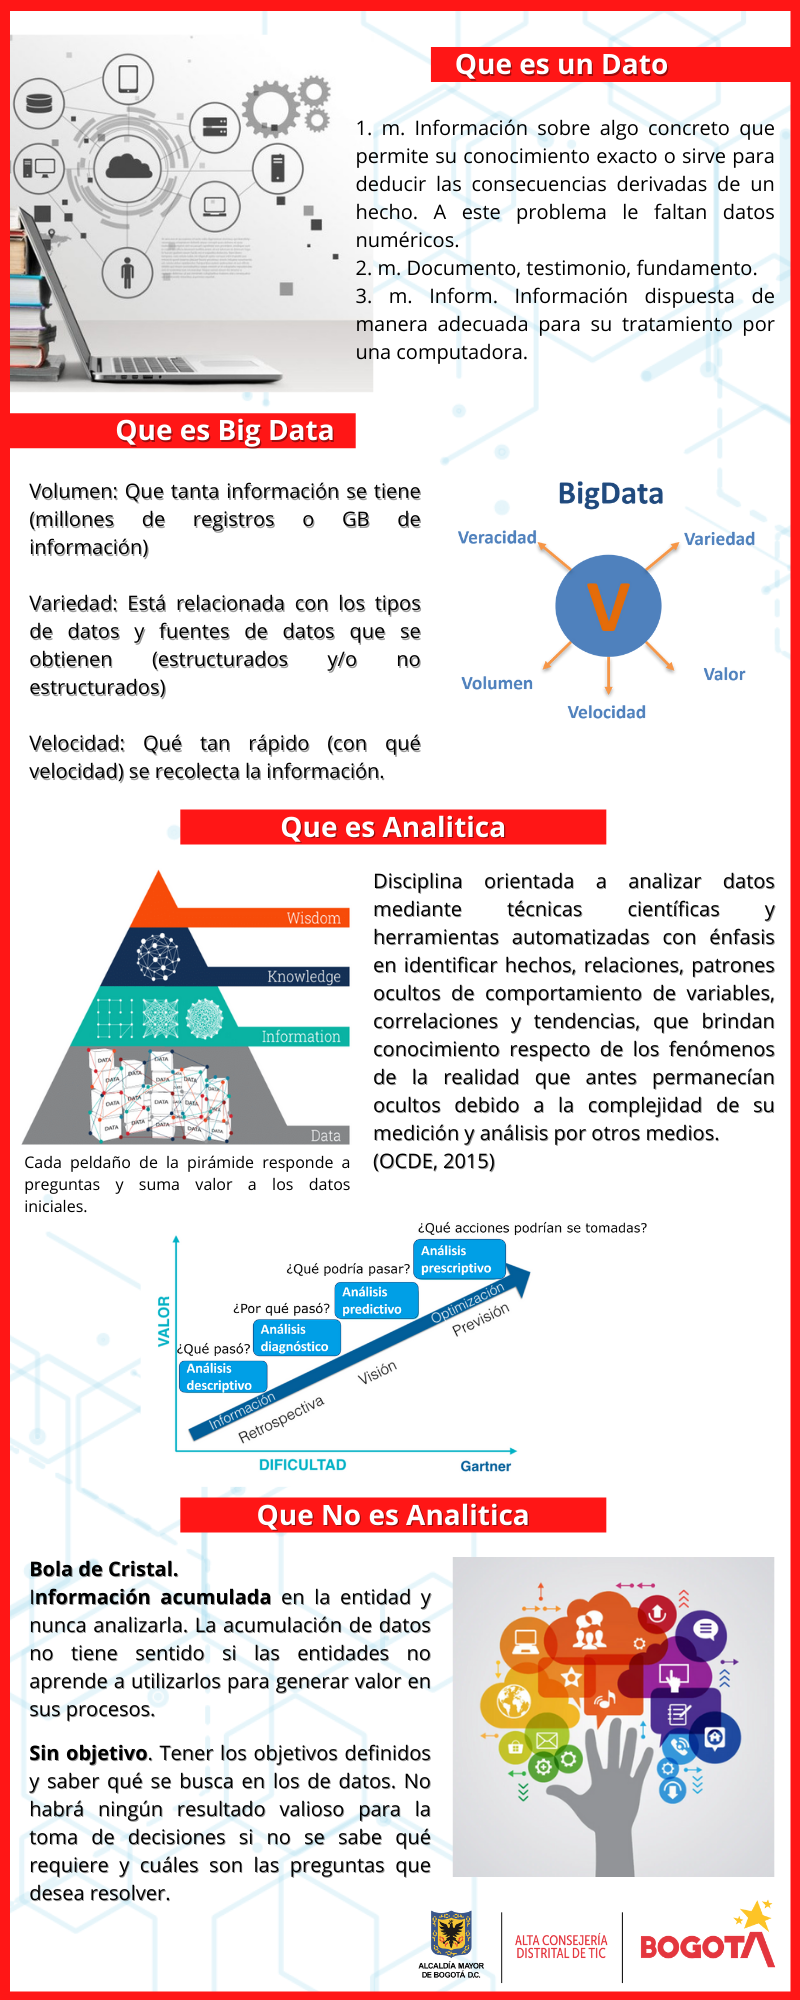 Que es un Dato
1. m. Información sobre algo concreto que
permite su conocimiento exacto o sirve para
deducir las consecuencias derivadas de un
hecho. A este problema le faltan datos
numéricos.
2. m. Documento, testimonio, fundamento.
3. m. Inform. Información dispuesta de
manera adecuada para su tratamiento por
una computadora.
Que es Big Data
Volumen: Que tanta información se tiene
(millones de registros o GB de
información)
Variedad: Está relacionada con los tipos
de datos y fuentes de datos que se
obtienen (estructurados y/o no
estructurados)
Velocidad: Qué tan rápido (con qué
velocidad) se recolecta la información.
BigData
Veracidad
Variedad
V
Volumen
Valor
Velocidad
Que es Analitica
Wisdom
Knowledge
Information
DATA
DATA
DATA
DATA
DATA
DATA
DATA
DATA
DATA
DATA
DATA
DATA
Data
Cada peldaño de la pirámide responde a
preguntas y suma valor a los datos
iniciales.
Disciplina orientada a analizar datos
mediante técnicas científicas y
herramientas automatizadas con énfasis
en identificar hechos, relaciones, patrones
ocultos de comportamiento de variables,
correlaciones y tendencias, que brindan
conocimiento respecto de los fenómenos
de la realidad que antes permanecían
ocultos debido a la complejidad de su
medición y análisis por otros medios.
(OCDE, 2015)
¿Qué acciones podrían se tomadas?
Análisis
prescriptivo
¿Qué podría pasar?
Análisis
predictivo
¿Por qué pasó?
Análisis
diagnóstico
¿Qué pasó?
Análisis
descriptivo
VALOR
Información
Optimización
Retrospectiva
Visión
Previsión
DIFICULTAD
Gartner
Que No es Analitica
Bola de Cristal.
Información acumulada en la entidad y
nunca analizarla. La acumulación de datos
no tiene sentido si las entidades no
aprende a utilizarlos para generar valor en
sus procesos.
Sin objetivo. Tener los objetivos definidos
y saber qué se busca en los de datos. No
habrá ningún resultado valioso para la
toma de decisiones si no se sabe qué
requiere y cuáles son las preguntas que
desea resolver.
ALCALDÍA MAYOR
DE BOGOTÁ D.C.
ALTA CONSEJERÍA
DISTRITAL DE TIC
BOGOTÁ